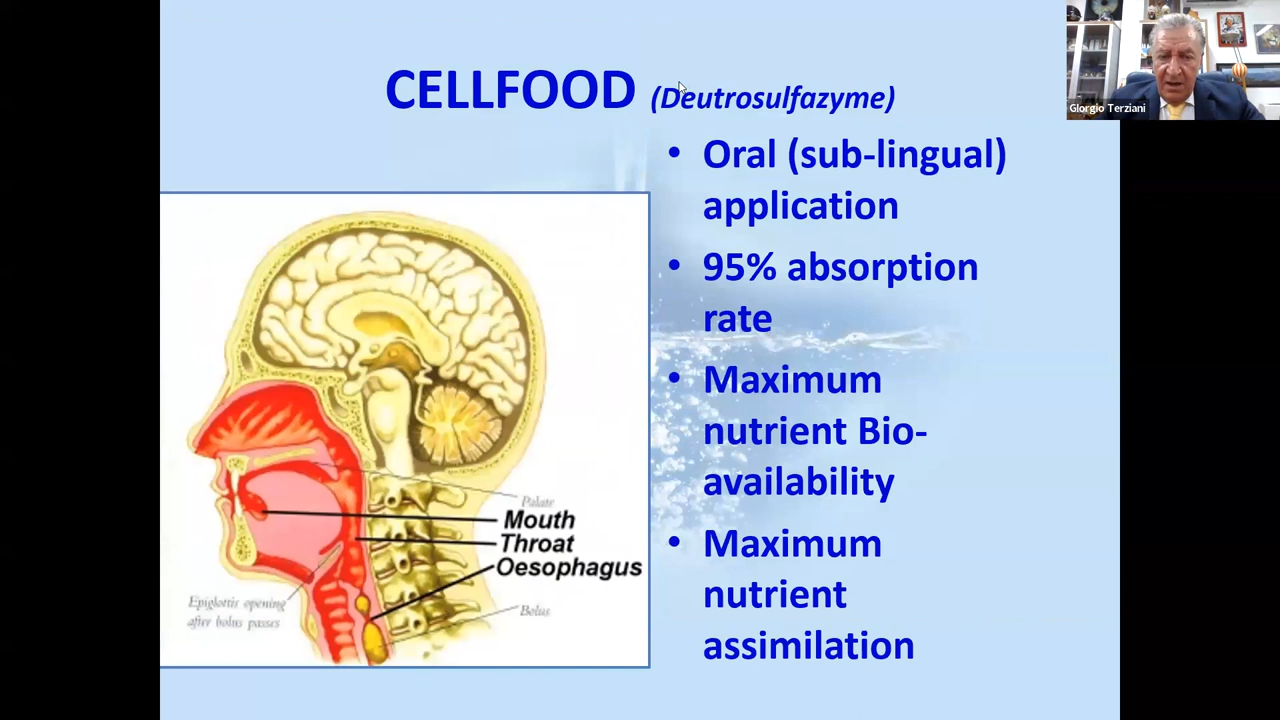 CELLFOOD (Deutrosulfazyme)
• Oral (sub-lingual)
application
• 95% absorption
rate
• Maximum
nutrient Bio-
availability
• Maximum
nutrient
assimilation
Palate
Mouth
Throat
Oesophagus
Epiglottis opening
after bolus passes
Bolus
GIorgio Terziani